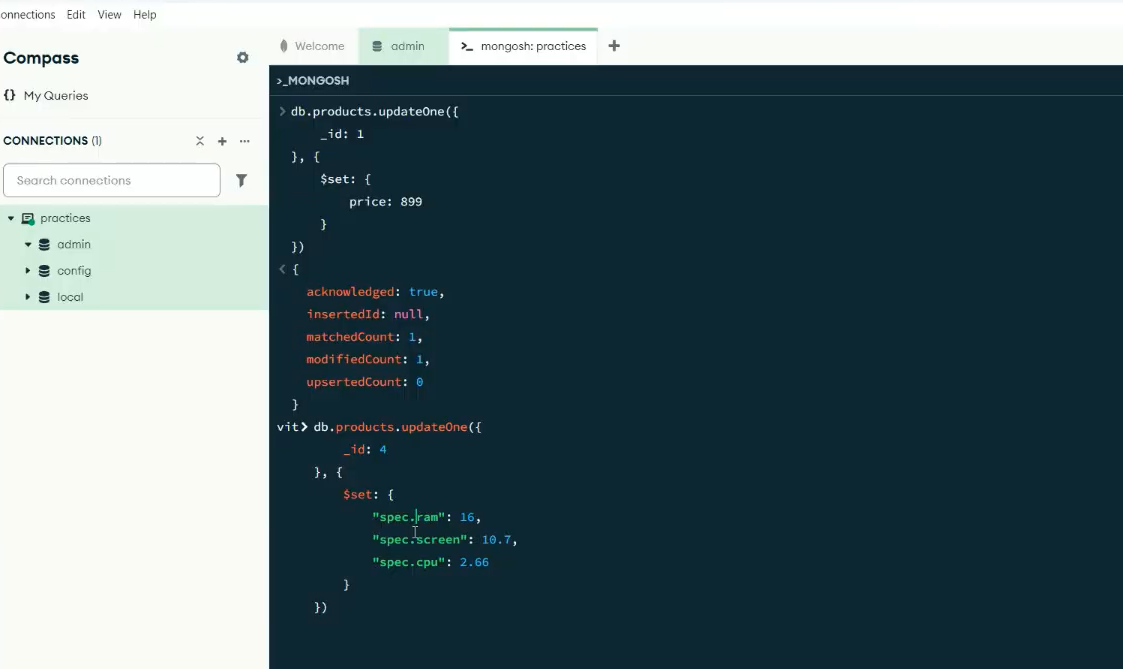 onnections Edit View Help
Compass
Welcome admin >_ mongosh: practices +
{} My Queries
CONNECTIONS (1)
Search connections
practices
admin
config
local
>_MONGOSH
> db.products.updateOne({
_id: 1
}, {
$set: {
price: 899
}
})
< {
acknowledged: true,
insertedId: null,
matchedCount: 1,
modifiedCount: 1,
upsertedCount: 0
}
vit> db.products.updateOne({
_id: 4
}, {
$set: {
"spec.ram": 16,
"spec.screen": 10.7,
"spec.cpu": 2.66
}
})